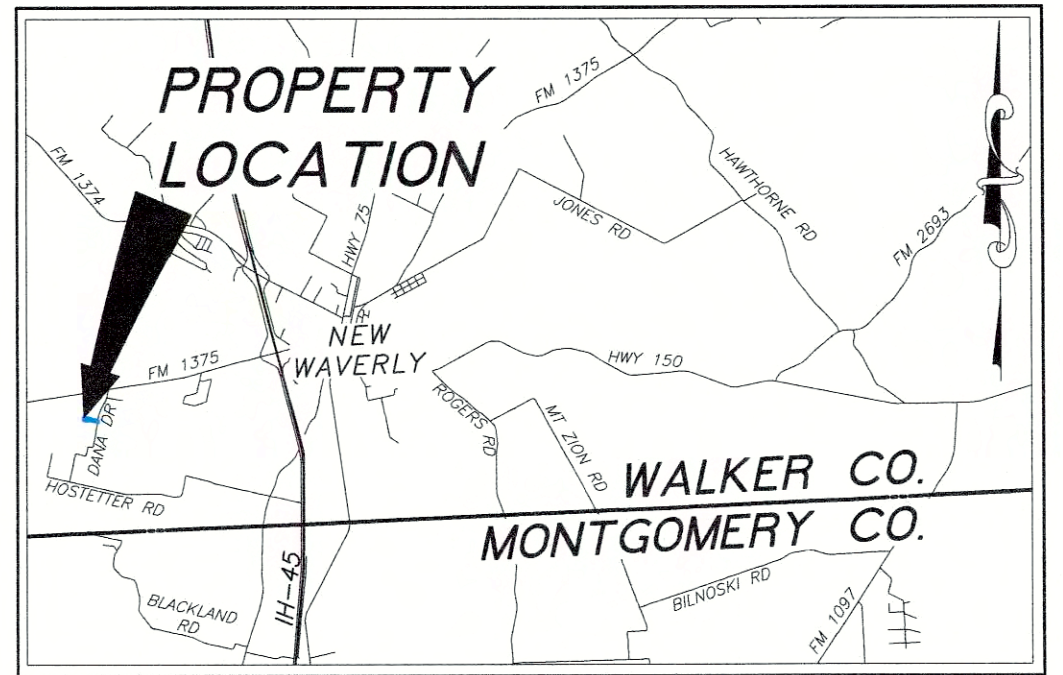 PROPERTY
LOCATION
FM 1375
FM 1374
HWY 75
JONES RD
HAWTHORNE RD
FM 2693
NEW
WAVERLY
FM 1375
HWY 150
DANA DR
ROGERS RD
MT ZION RD
HOSTETTER RD
WALKER CO.
MONTGOMERY CO.
IH-45
BLACKLAND
RD
BILNOSKI RD
FM 1097